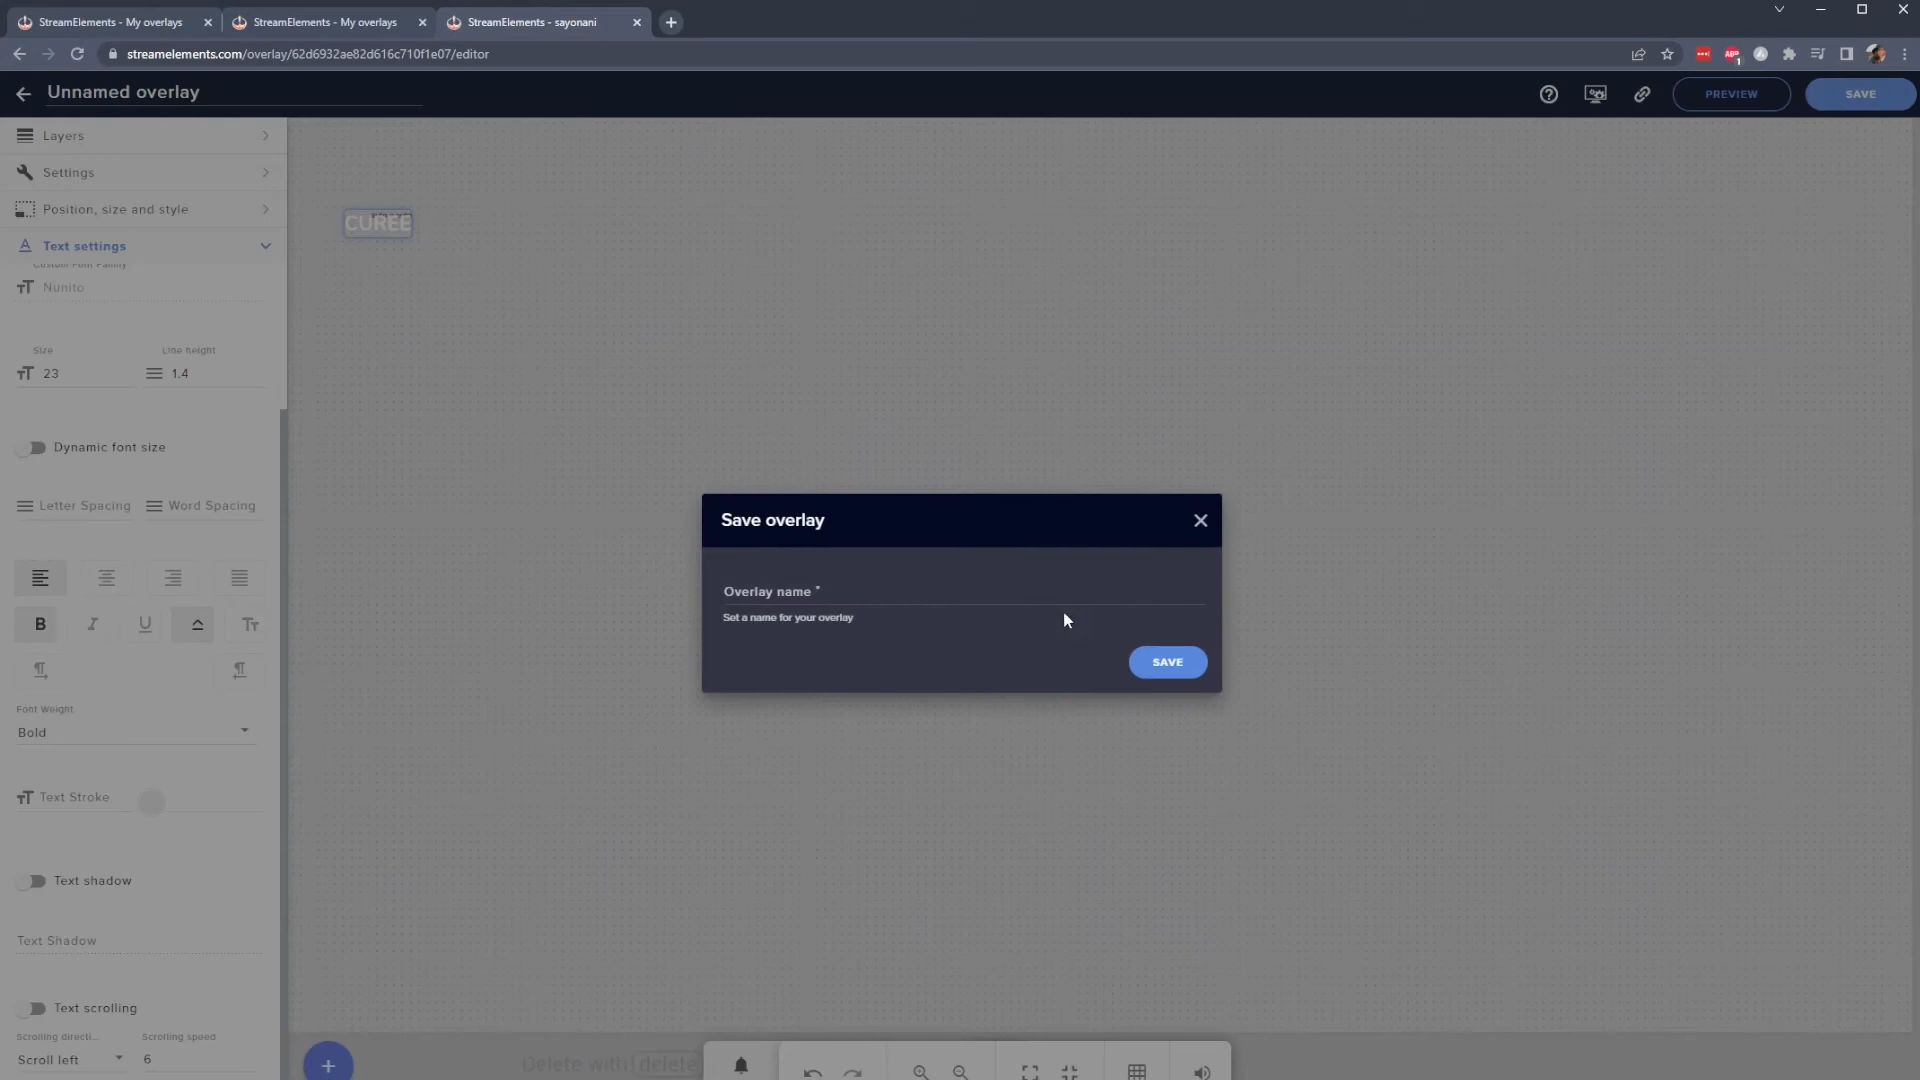 StreamElements - My overlays
StreamElements - My overlays
StreamElements - sayonani
streamelements.com/overlay/62d6932ae82d616c710f1e07/editor
ABP
1
Unnamed overlay
PREVIEW
SAVE
Layers
Settings
Position, size and style
Text settings
Custom Font Family
Nunito
Size
Line height
23
1.4
Dynamic font size
Letter Spacing
Word Spacing
B
I
U
Tт
Font Weight
Bold
Text Stroke
Text shadow
Text Shadow
Text scrolling
Scrolling directi...
Scrolling speed
Scroll left
6
CUREE
Save overlay
Overlay name *
Set a name for your overlay
SAVE
Delete with delete